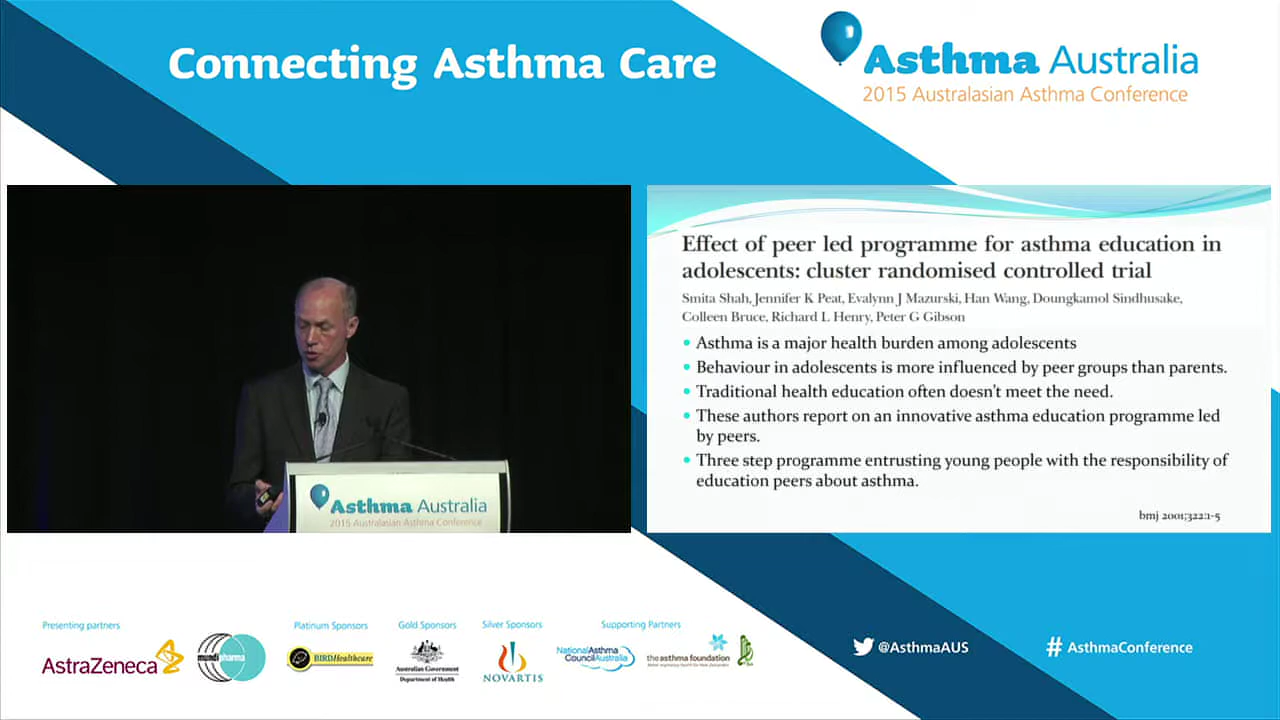 Connecting Asthma Care
Asthma Australia
2015 Australasian Asthma Conference
Effect of peer led programme for asthma education in
adolescents: cluster randomised controlled trial
Smita Shah, Jennifer K Peat, Evalynn J Mazurski, Han Wang, Doungkamol Sindhusake,
Colleen Bruce, Richard L Henry, Peter G Gibson
• Asthma is a major health burden among adolescents
• Behaviour in adolescents is more influenced by peer groups than parents.
• Traditional health education often doesn't meet the need.
• These authors report on an innovative asthma education programme led
by peers.
• Three step programme entrusting young people with the responsibility of
education peers about asthma.
bmj 2001;322:1-5
Asthma Australia
2015 Australasian Asthma Conference
Presenting partners
Platinum Sponsors
Gold Sponsors
Silver Sponsors
Supporting Partners
AstraZeneca
mundipharma
BIRDHealthcare
Australian Government
Department of Health
NOVARTIS
National Asthma
Council Australia
the asthma foundation
@AsthmaAUS
# AsthmaConference